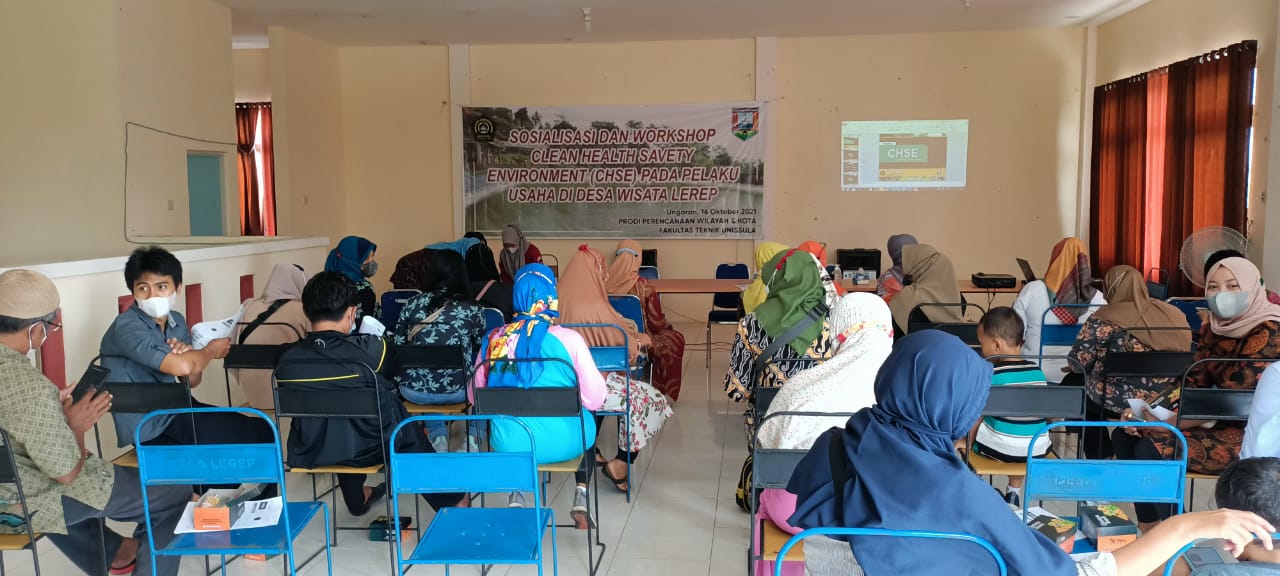 SOSIALISASI DAN WORKSHOP
CLEAN HEALTH SAVETY
ENVIRONMENT (CHSE) PADA PELAKU
USAHA DI DESA WISATA LEREP
Ungaran, 16 Oktober 2021
PRODI PERENCANAAN WILAYAH & KOTA
FAKULTAS TEKNIK UNISSULA
CHSE
DESA LEREP
DESA LEREP